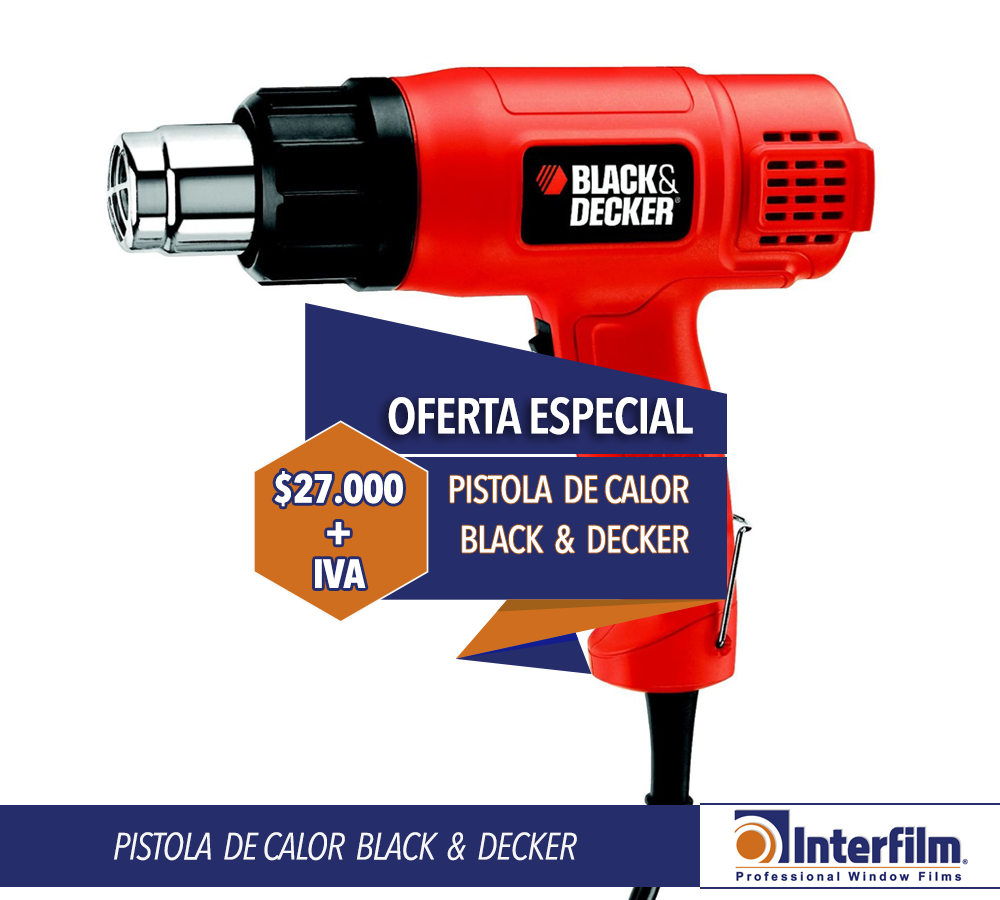 BLACK&
DECKER®
OFERTA ESPECIAL
$27.000
+
IVA
PISTOLA DE CALOR
BLACK & DECKER
PISTOLA DE CALOR BLACK & DECKER
Interfilm®
Professional Window Films